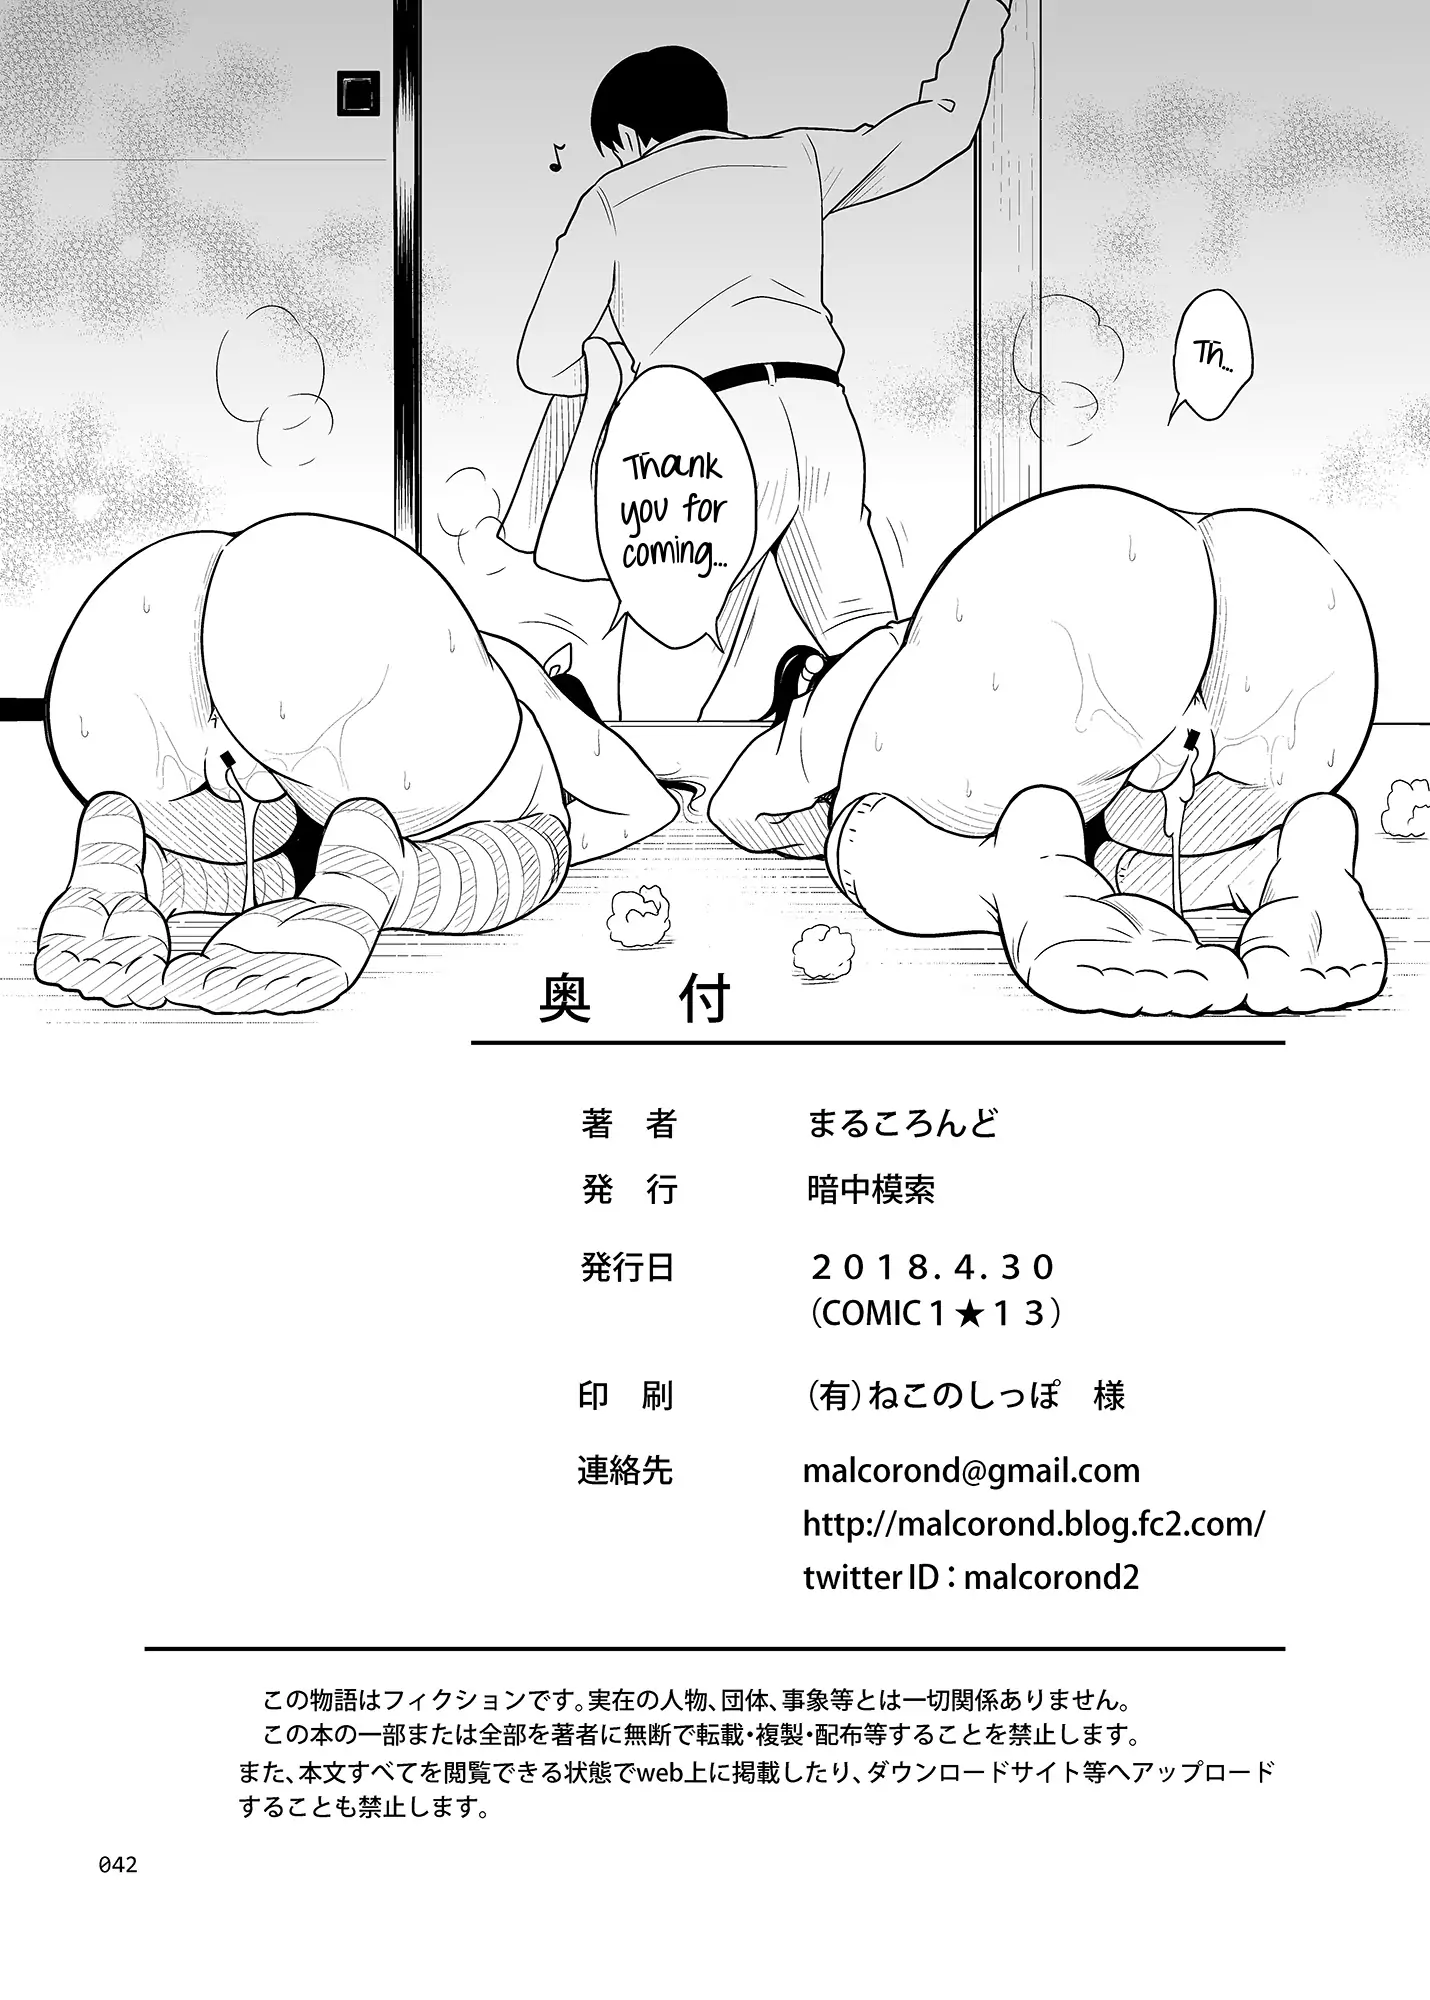 Th...
Thank
you for
coming...
奥　付
著　者　まるころんど
発　行　暗中模索
発行日　２０１８．４．３０
（COMIC１★１３）
印　刷　（有）ねこのしっぽ　様
連絡先　malcorond@gmail.com
http://malcorond.blog.fc2.com/
twitter ID：malcorond2
この物語はフィクションです。実在の人物、団体、事象等とは一切関係ありません。
この本の一部または全部を著者に無断で転載・複製・配布等することを禁止します。
また、本文すべてを閲覧できる状態でweb上に掲載したり、ダウンロードサイト等へアップロード
することも禁止します。
042